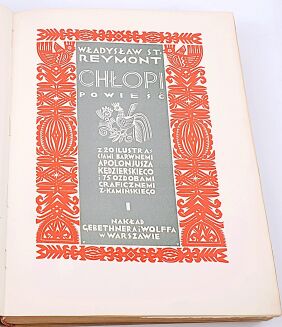 WŁADYSŁAW ST.
REYMONT
CHŁOPI
POWIEŚĆ
Z 20 ILUSTRA=
CJAMI BARWNEMI
APOLONJUSZA
KĘDZIERSKIEGO
I 75 OZDOBAMI
GRAFICZNEMI
Z·KAMIŃSKIEGO
I
NAKŁAD
GEBETHNERA i WOLFFA
w WARSZAWIE